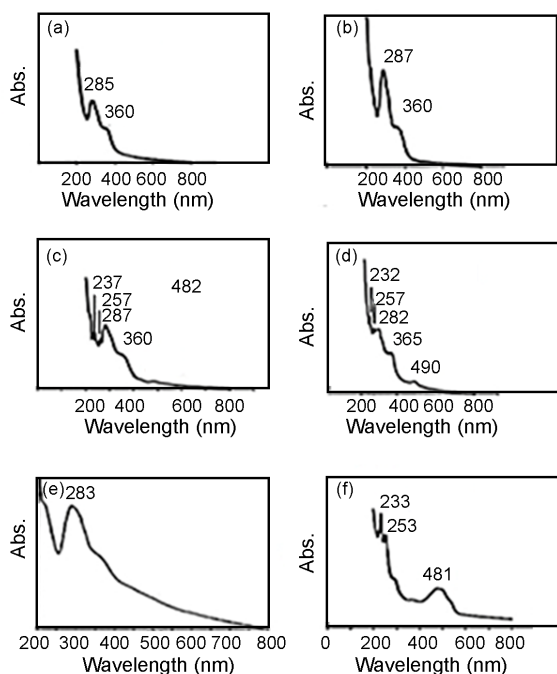 (a)
285
360
Abs.
200 400 600 800
Wavelength (nm)
(b)
287
360
Abs.
200 400 600 800
Wavelength (nm)
(c)
237
257
287
482
360
Abs.
200 400 600 800
Wavelength (nm)
(d)
232
257
282
365
490
Abs.
200 400 600 800
Wavelength (nm)
(e)
283
Abs.
200 300 400 500 600 700 800
Wavelength (nm)
(f)
233
253
481
Abs.
0 200 400 600 800
Wavelength (nm)